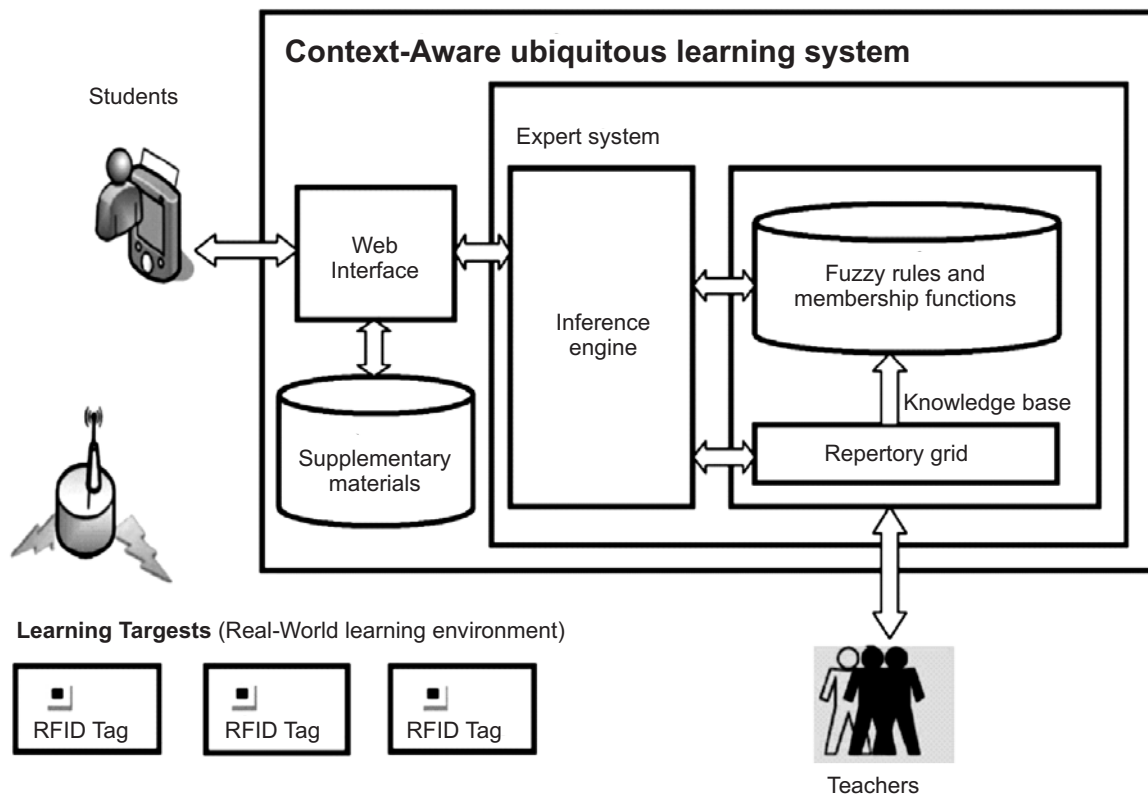 Context-Aware ubiquitous learning system
Students
Expert system
Web
Interface
Inference
engine
Fuzzy rules and
membership functions
Knowledge base
Repertory grid
Supplementary
materials
Learning Targests (Real-World learning environment)
RFID Tag
RFID Tag
RFID Tag
Teachers